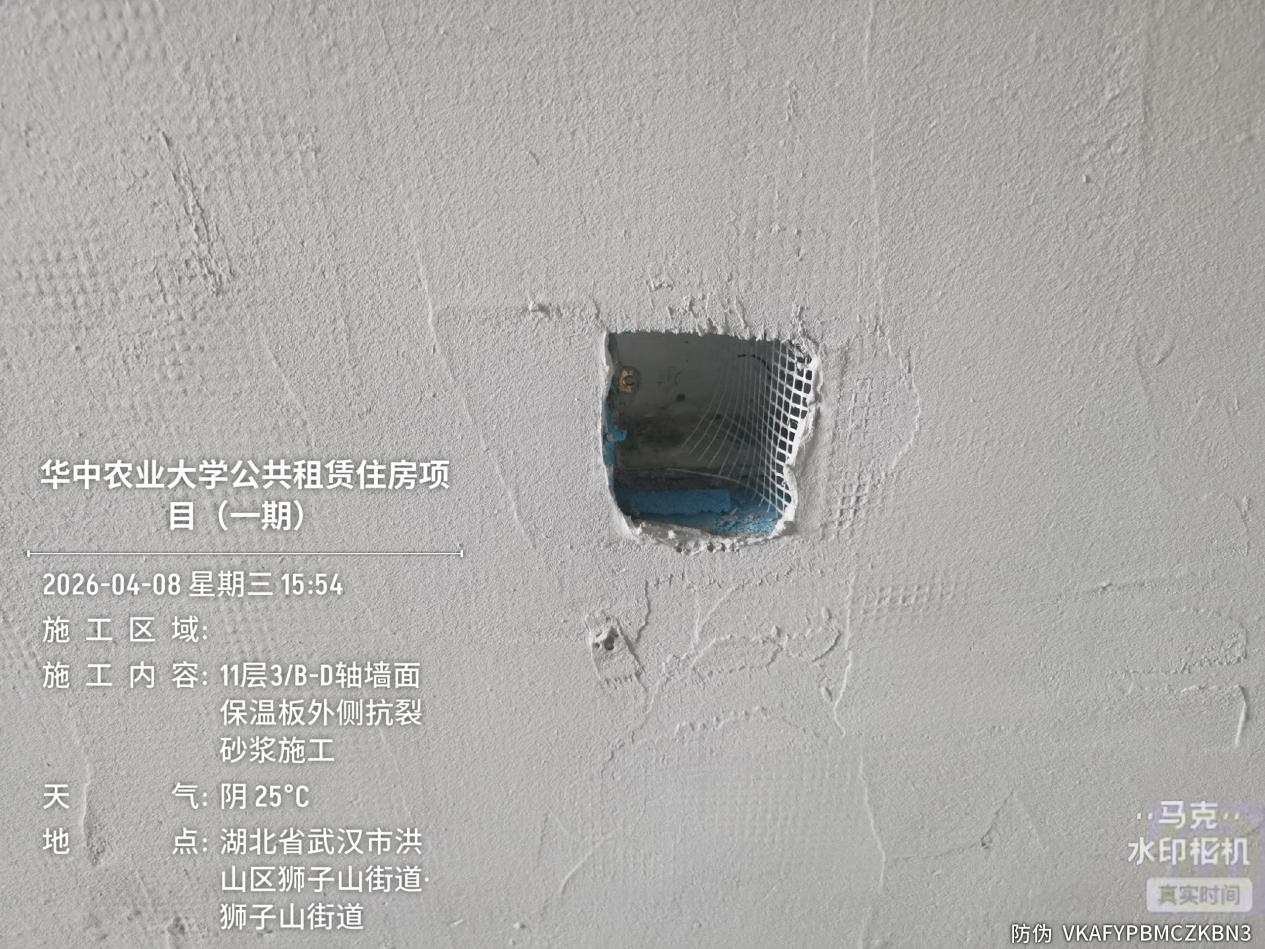 华中农业大学公共租赁住房项
目（一期）
2026-04-08 星期三 15:54
施工区域:
施工内容: 11层3/B-D轴墙面
保温板外侧抗裂
砂浆施工
天气: 阴 25°C
地点: 湖北省武汉市洪
山区狮子山街道·
狮子山街道
马克
水印相机
真实时间
防伪 VKAFYPBMCZKBN3